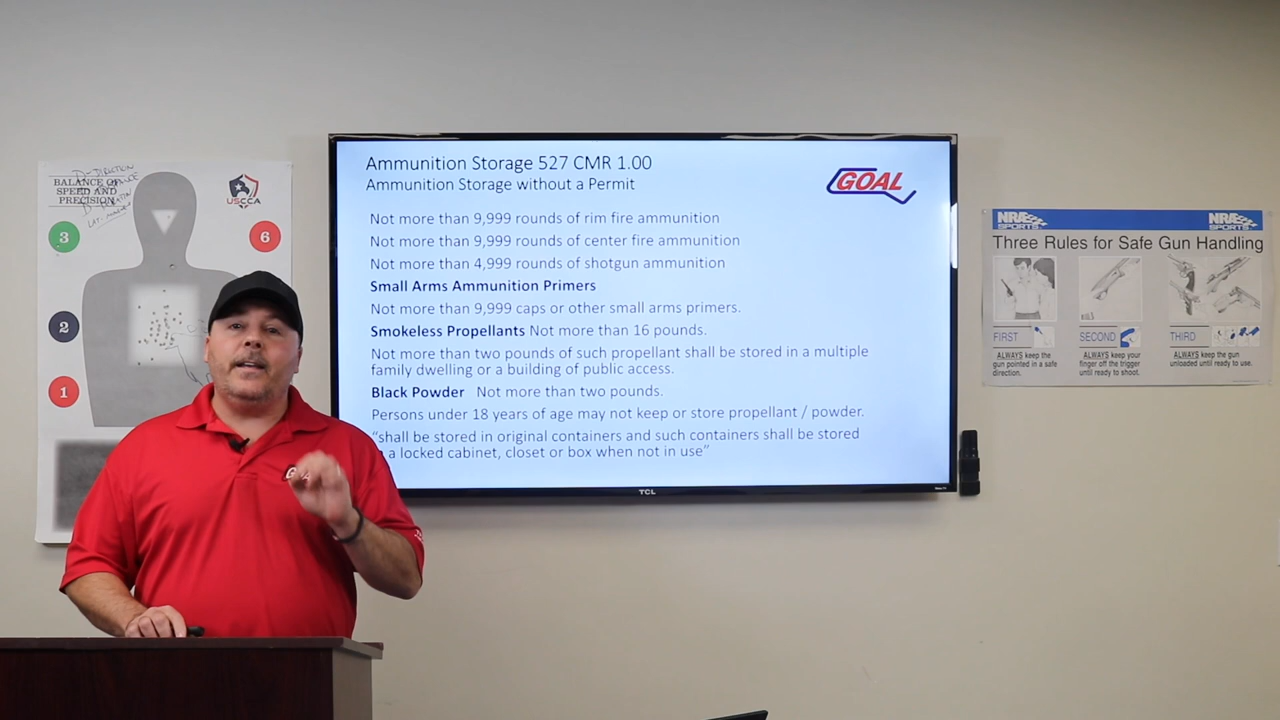 Ammunition Storage 527 CMR 1.00
Ammunition Storage without a Permit
GOAL
Not more than 9,999 rounds of rim fire ammunition
Not more than 9,999 rounds of center fire ammunition
Not more than 4,999 rounds of shotgun ammunition
Small Arms Ammunition Primers
Not more than 9,999 caps or other small arms primers.
Smokeless Propellants Not more than 16 pounds.
Not more than two pounds of such propellant shall be stored in a multiple
family dwelling or a building of public access.
Black Powder Not more than two pounds.
Persons under 18 years of age may not keep or store propellant / powder.
"shall be stored in original containers and such containers shall be stored
a locked cabinet, closet or box when not in use"
TCL
D-DIRECTION
BALANCE OF
SPEED AND
PRECISION
USCCA
3
6
2
1
NRA
SPORTS
NRA
SPORTS
Three Rules for Safe Gun Handling
FIRST
ALWAYS keep the
gun pointed in a safe
direction.
SECOND
ALWAYS keep your
finger off the trigger
until ready to shoot.
THIRD
ALWAYS keep the gun
unloaded until ready to use.